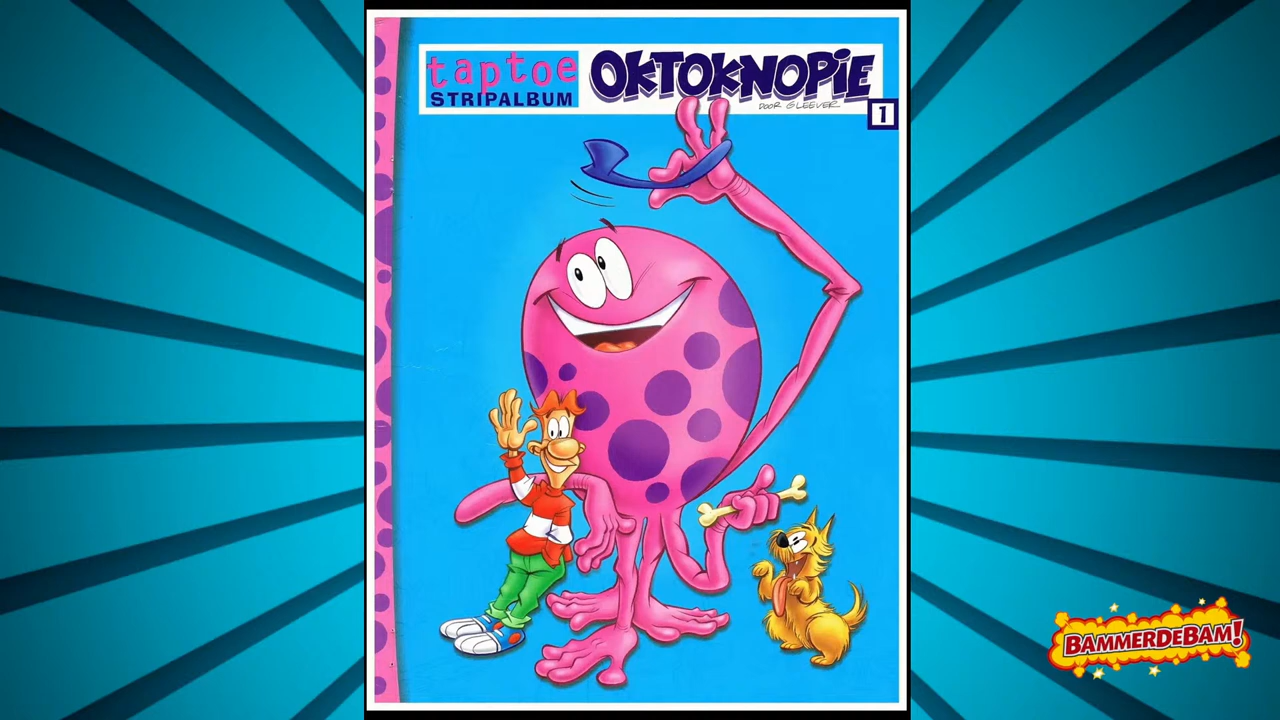 taptoe
STRIPALBUM
OKTOKNOPiE
DOOR GLEEVER
1
BAMMERDEBAM!